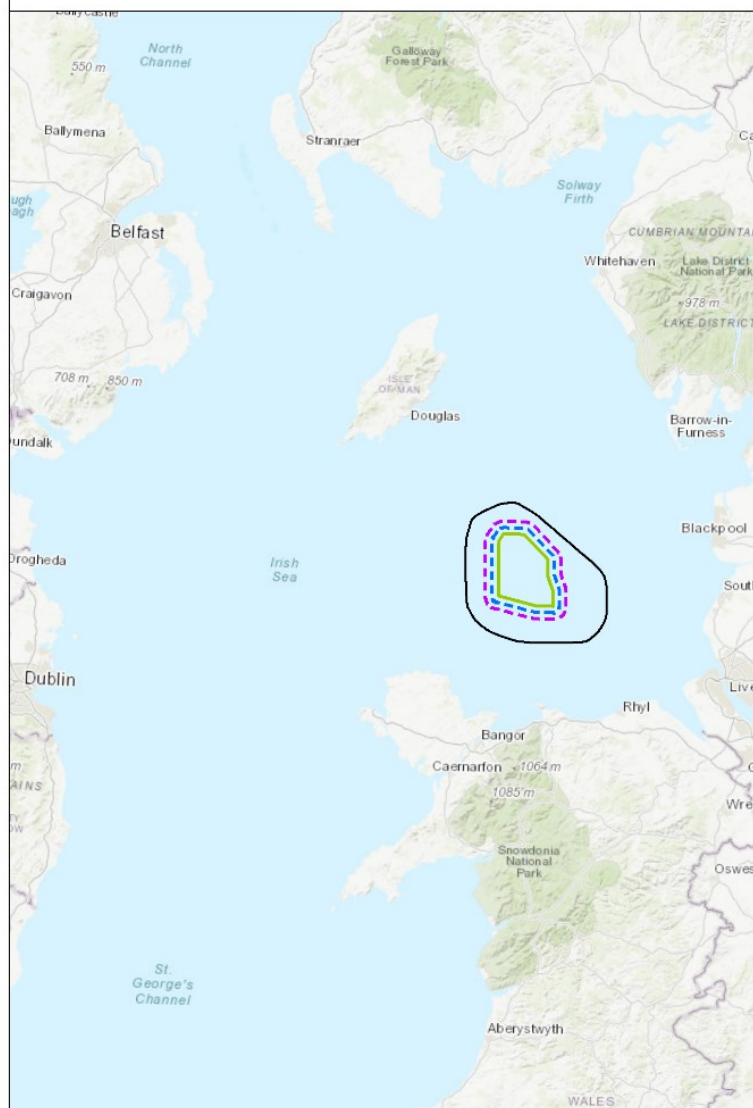 North
Channel
Galloway
Forest Park
550 m
Ballymena
Stranraer
Solway
Firth
Belfast
CUMBRIAN MOUNTA
Whitehaven
Lake District
National Park
Craigavon
978 m
LAKE DISTRICT
708 m
850 m
ISLE
OF MAN
Douglas
Barrow-in-
Furness
undalk
Blackpool
Drogheda
Irish
Sea
South
Dublin
Live
Rhyl
Bangor
Caernarfon
1064 m
m
AINS
1085 m
Wre
Snowdonia
National
Park
Oswes
St.
George's
Channel
Aberystwyth
WALES